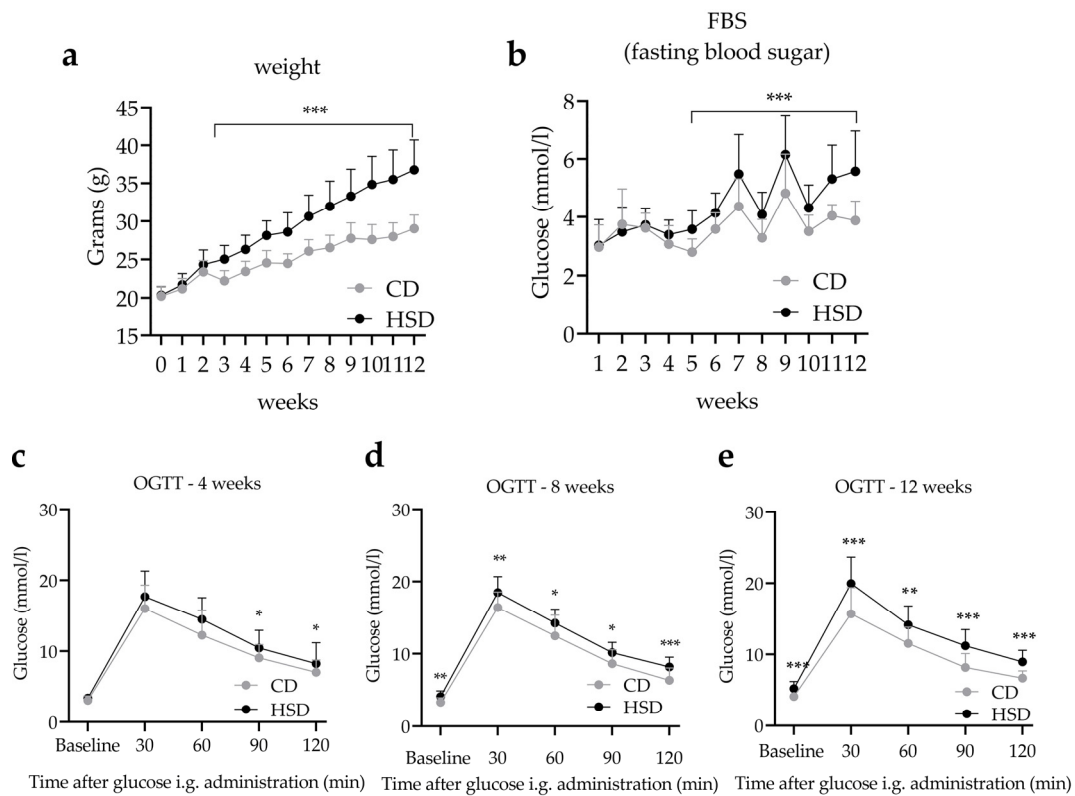 a
weight
***
45
40
35
30
25
20
15
Grams (g)
CD
HSD
0 1 2 3 4 5 6 7 8 9 10 11 12
weeks
b
FBS
(fasting blood sugar)
***
8
6
4
2
0
Glucose (mmol/l)
CD
HSD
1 2 3 4 5 6 7 8 9 10 11 12
weeks
c
OGTT - 4 weeks
30
20
10
0
Glucose (mmol/l)
*
*
CD
HSD
Baseline 30 60 90 120
Time after glucose i.g. administration (min)
d
OGTT - 8 weeks
30
20
10
0
Glucose (mmol/l)
**
**
*
*
***
CD
HSD
Baseline 30 60 90 120
Time after glucose i.g. administration (min)
e
OGTT - 12 weeks
30
20
10
0
Glucose (mmol/l)
***
***
**
***
***
CD
HSD
Baseline 30 60 90 120
Time after glucose i.g. administration (min)